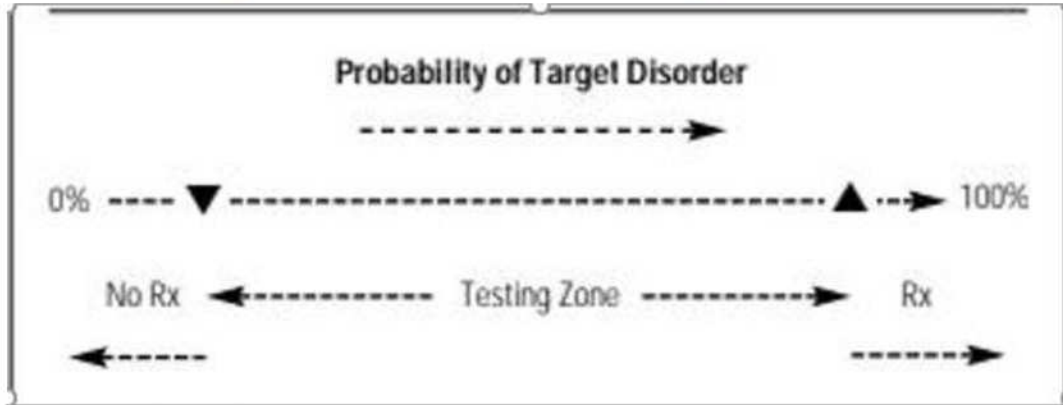 Probability of Target Disorder
0% 100%
No Rx Testing Zone Rx